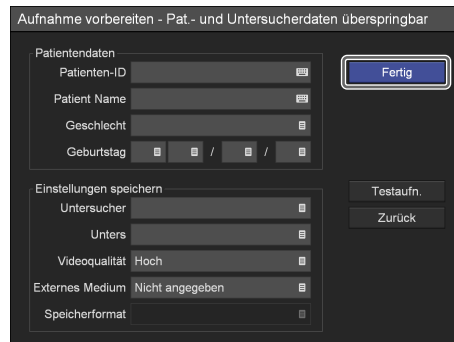 Aufnahme vorbereiten - Pat.- und Untersucherdaten überspringbar
Patientendaten
Patienten-ID
Patient Name
Geschlecht
Geburtstag / /
Fertig
Einstellungen speichern
Untersucher
Unters
Videoqualität Hoch
Externes Medium Nicht angegeben
Speicherformat
Testaufn.
Zurück